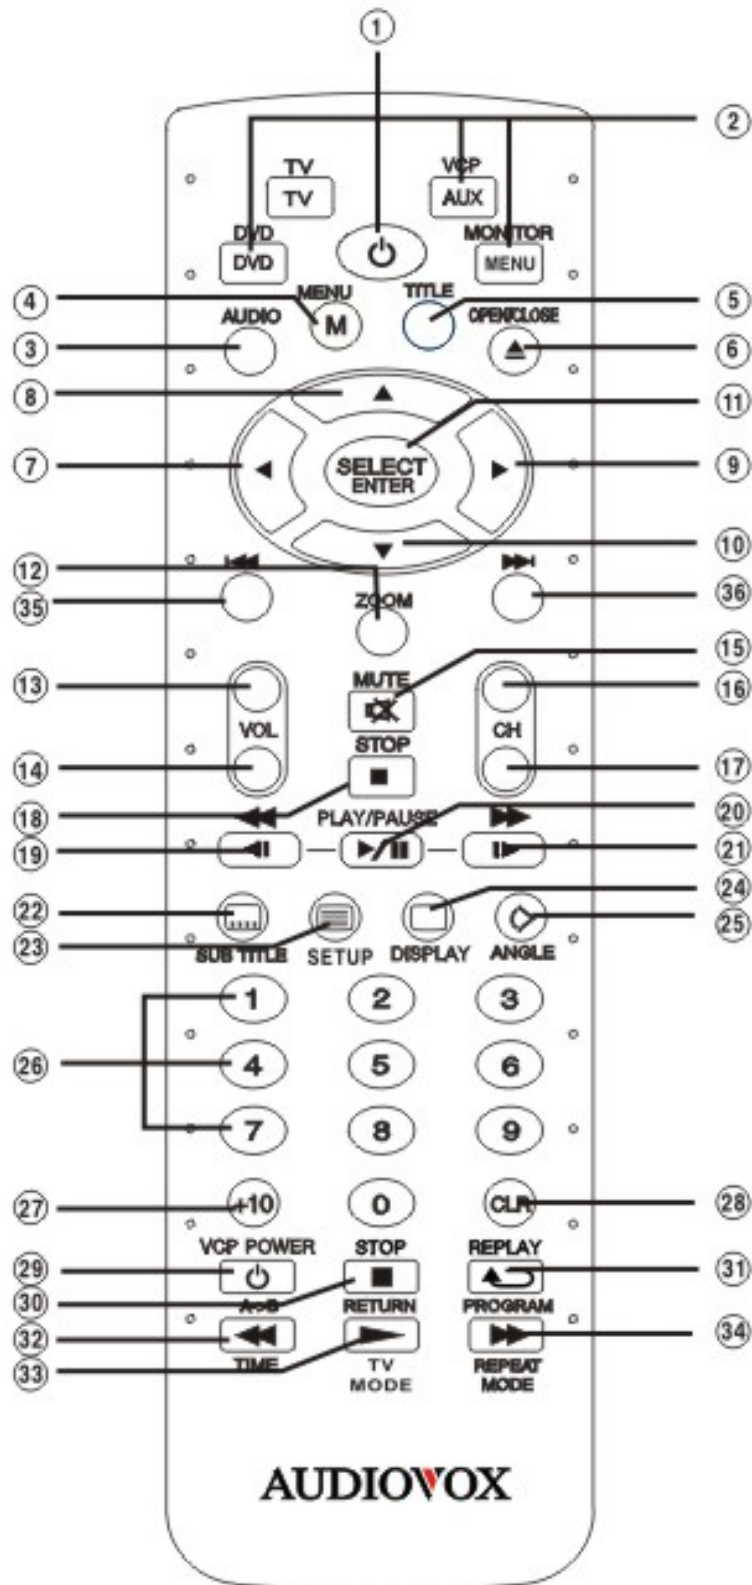 1
2
TV
VCP
TV
AUX
DVD
MONITOR
DVD
MENU
4
MENU
TITLE
5
AUDIO
OPEN/CLOSE
M
3
6
8
11
7
SELECT
ENTER
9
10
12
35
ZOOM
36
13
MUTE
15
16
VOL
CH
STOP
14
17
18
PLAY/PAUSE
20
19
21
22
24
23
SUB TITLE
SETUP
DISPLAY
ANGLE
25
1
2
3
26
4
5
6
7
8
9
27
+10
0
CLR
28
VCP POWER
STOP
REPLAY
29
31
30
A>B
RETURN
PROGRAM
32
34
33
TIME
TV
MODE
REPEAT
MODE
AUDIOVOX